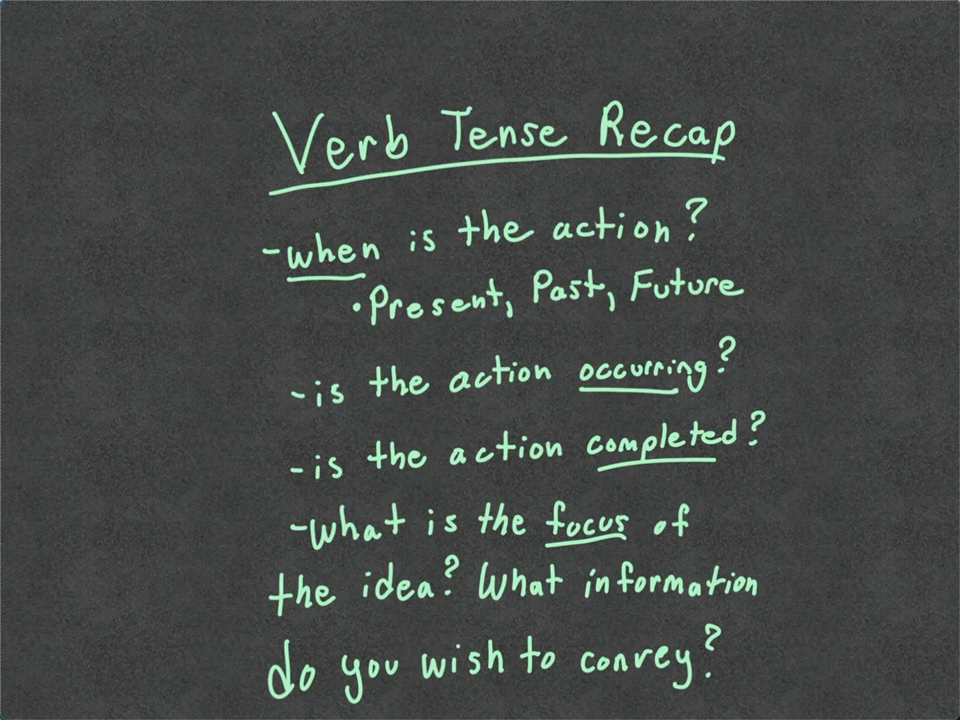 Verb Tense Recap
-when is the action?
•Present, Past, Future
-is the action occurring?
-is the action completed?
-What is the focus of
the idea? What information
do you wish to convey?